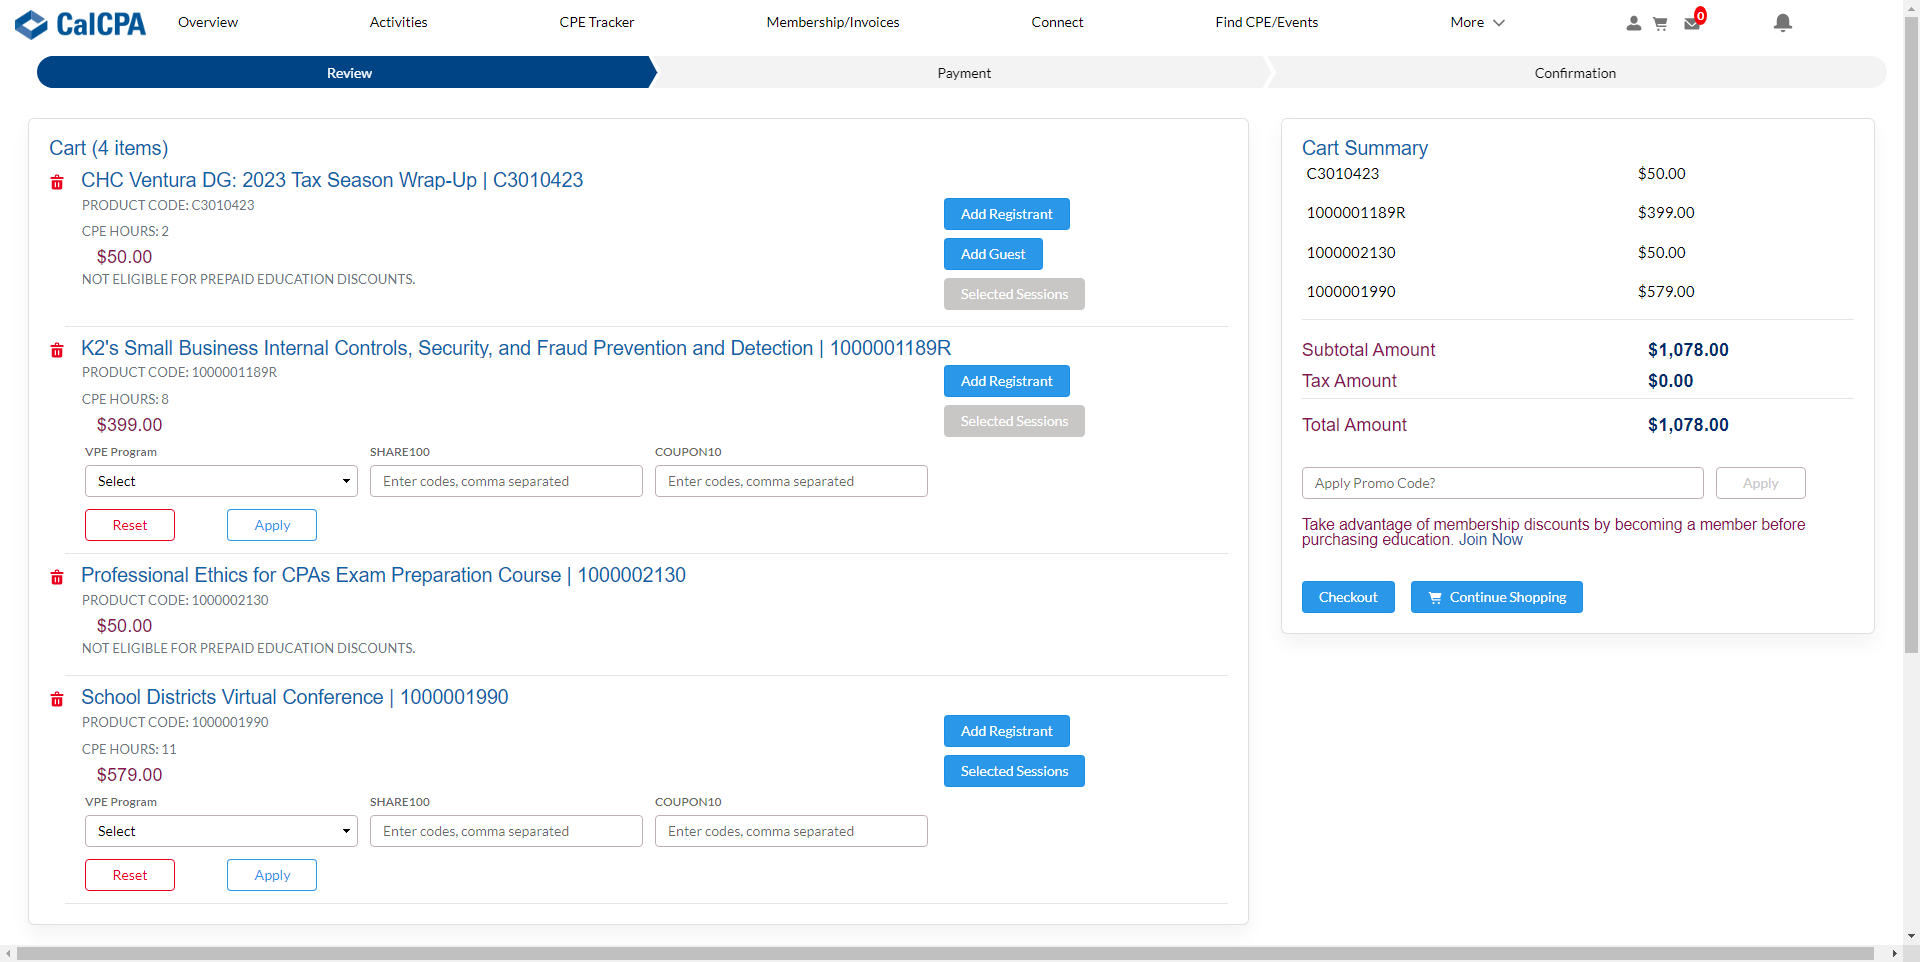 CalCPA
Overview
Activities
CPE Tracker
Membership/Invoices
Connect
Find CPE/Events
More
0
Review
Payment
Confirmation
Cart (4 items)
CHC Ventura DG: 2023 Tax Season Wrap-Up | C3010423
PRODUCT CODE: C3010423
CPE HOURS: 2
$50.00
NOT ELIGIBLE FOR PREPAID EDUCATION DISCOUNTS.
Add Registrant
Add Guest
Selected Sessions
K2's Small Business Internal Controls, Security, and Fraud Prevention and Detection | 1000001189R
PRODUCT CODE: 1000001189R
CPE HOURS: 8
$399.00
Add Registrant
Selected Sessions
VPE Program
SHARE100
COUPON10
Select
Enter codes, comma separated
Enter codes, comma separated
Reset
Apply
Professional Ethics for CPAs Exam Preparation Course | 1000002130
PRODUCT CODE: 1000002130
$50.00
NOT ELIGIBLE FOR PREPAID EDUCATION DISCOUNTS.
School Districts Virtual Conference | 1000001990
PRODUCT CODE: 1000001990
CPE HOURS: 11
$579.00
Add Registrant
Selected Sessions
VPE Program
SHARE100
COUPON10
Select
Enter codes, comma separated
Enter codes, comma separated
Reset
Apply
Cart Summary
C3010423 $50.00
1000001189R $399.00
1000002130 $50.00
1000001990 $579.00
Subtotal Amount $1,078.00
Tax Amount $0.00
Total Amount $1,078.00
Apply Promo Code?
Apply
Take advantage of membership discounts by becoming a member before
purchasing education. Join Now
Checkout
Continue Shopping